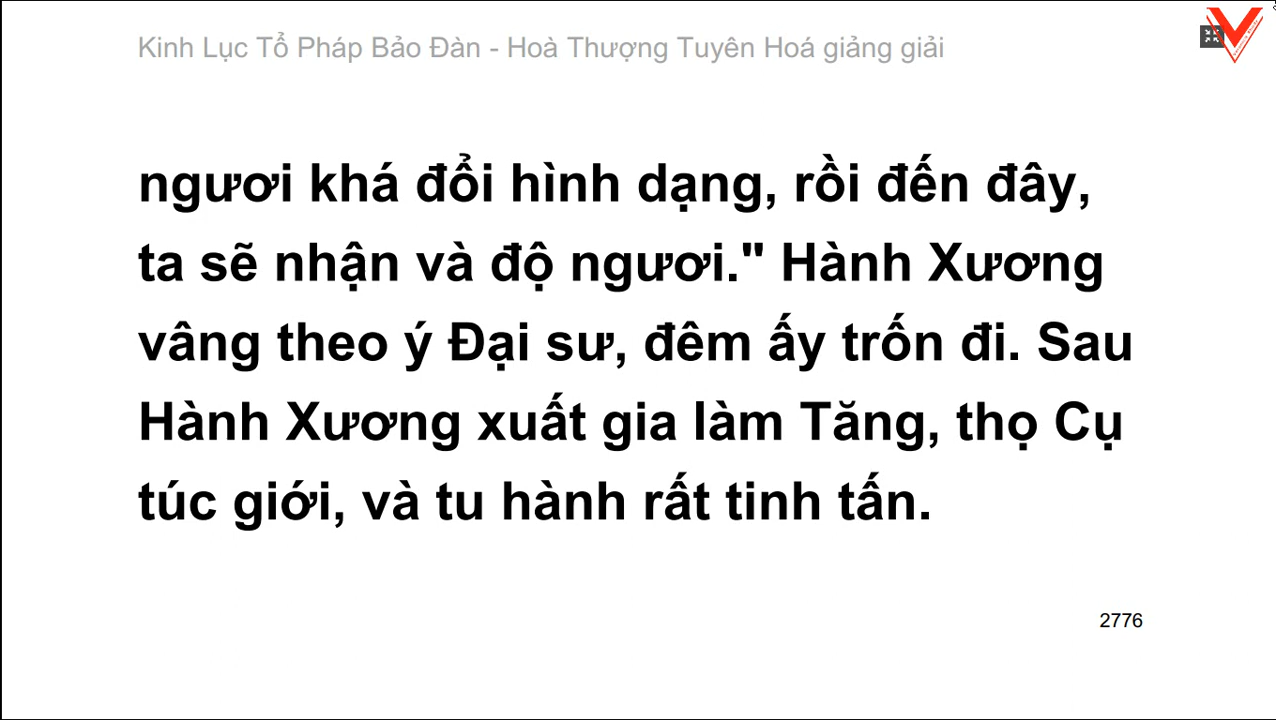 Kinh Lục Tổ Pháp Bảo Đàn - Hoà Thượng Tuyên Hoá giảng giải
ngươi khá đổi hình dạng, rồi đến đây,
ta sẽ nhận và độ ngươi." Hành Xương
vâng theo ý Đại sư, đêm ấy trốn đi. Sau
Hành Xương xuất gia làm Tăng, thọ Cụ
túc giới, và tu hành rất tinh tấn.
2776